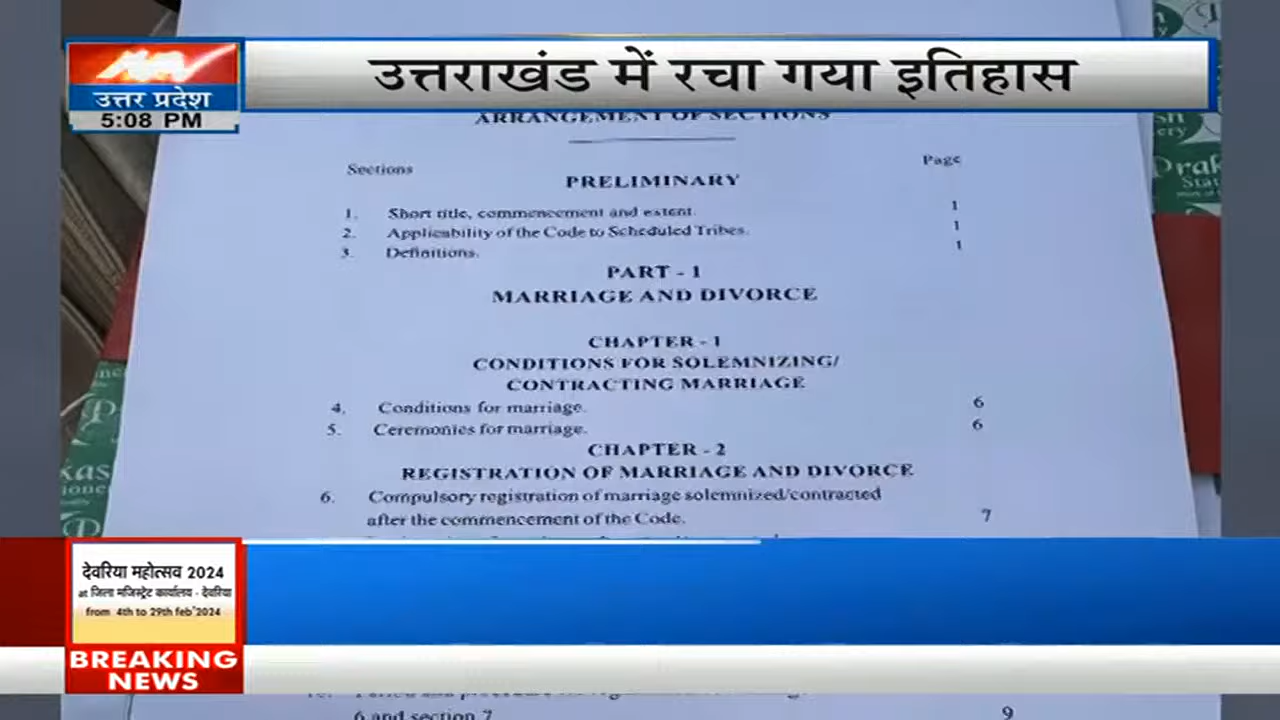 उत्तराखंड में रचा गया इतिहास
उत्तर प्रदेश
5:08 PM
ARRANGEMENT OF SECTIONS
Sections Page
PRELIMINARY
1. Short title, commencement and extent. 1
2. Applicability of the Code to Scheduled Tribes. 1
3. Definitions. 1
PART - 1
MARRIAGE AND DIVORCE
CHAPTER - 1
CONDITIONS FOR SOLEMNIZING/
CONTRACTING MARRIAGE
4. Conditions for marriage. 6
5. Ceremonies for marriage. 6
CHAPTER - 2
REGISTRATION OF MARRIAGE AND DIVORCE
6. Compulsory registration of marriage solemnized/contracted
after the commencement of the Code. 7
देवरिया महोत्सव 2024
at जिला मजिस्ट्रेट कार्यालय - देवरिया
from 4th to 29th feb'2024
BREAKING
NEWS
6 and section 7 9